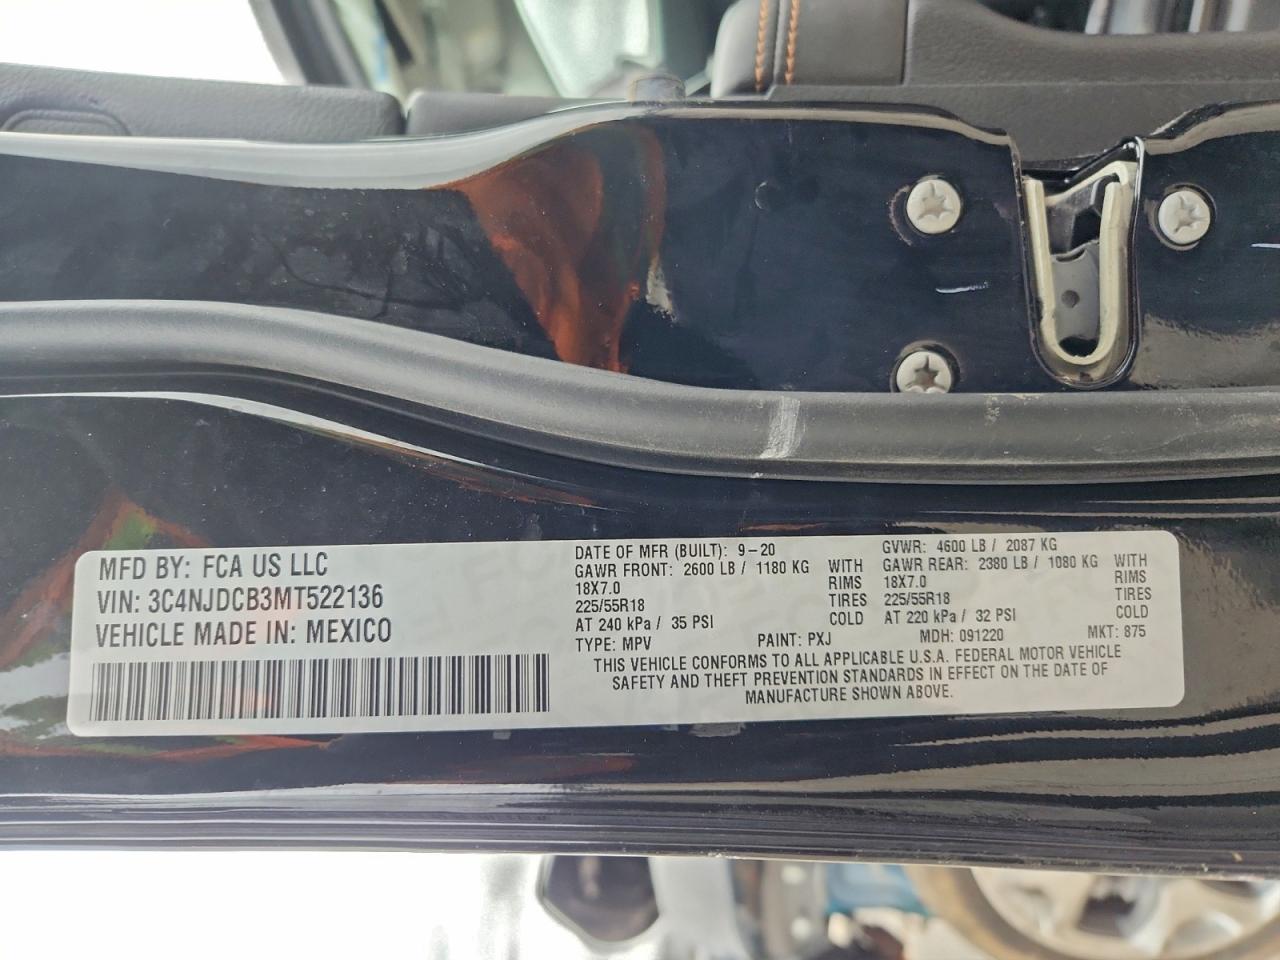 MFD BY: FCA US LLC
VIN: 3C4NJDCB3MT522136
VEHICLE MADE IN: MEXICO
DATE OF MFR (BUILT): 9-20
GAWR FRONT: 2600 LB / 1180 KG WITH
18X7.0 RIMS
225/55R18 TIRES
AT 240 kPa / 35 PSI COLD
GVWR: 4600 LB / 2087 KG
GAWR REAR: 2380 LB / 1080 KG WITH
18X7.0 RIMS
225/55R18 TIRES
AT 220 kPa / 32 PSI COLD
TYPE: MPV PAINT: PXJ MDH: 091220 MKT: 875
THIS VEHICLE CONFORMS TO ALL APPLICABLE U.S.A. FEDERAL MOTOR VEHICLE
SAFETY AND THEFT PREVENTION STANDARDS IN EFFECT ON THE DATE OF
MANUFACTURE SHOWN ABOVE.